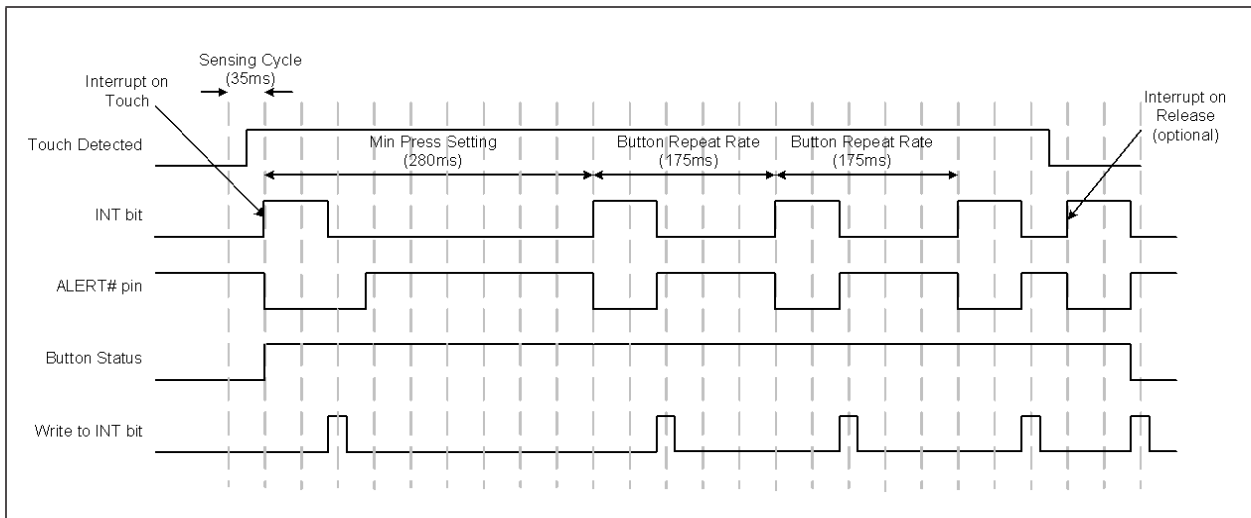 Sensing Cycle
(35ms)
Interrupt on
Touch
Interrupt on
Release
(optional)
Touch Detected
Min Press Setting
(280ms)
Button Repeat Rate
(175ms)
Button Repeat Rate
(175ms)
INT bit
ALERT# pin
Button Status
Write to INT bit